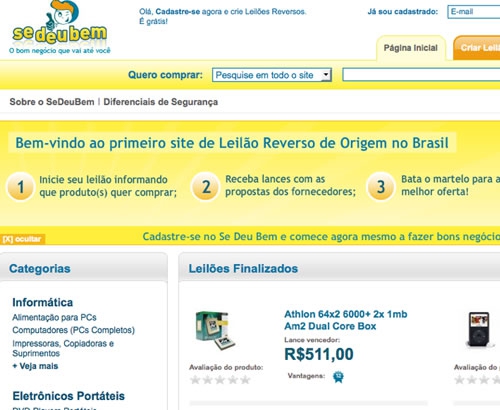 sedeubem
O bom negócio que vai até você
Olá, Cadastre-se agora e crie Leilões Reversos.
É grátis!
Já sou cadastrado:
E-mail
Página Inicial
Criar Leil
Quero comprar:
Pesquise em todo o site
Sobre o SeDeuBem | Diferenciais de Segurança
Bem-vindo ao primeiro site de Leilão Reverso de Origem no Brasil
1 Inicie seu leilão informando
que produto(s) quer comprar;
2 Receba lances com as
propostas dos fornecedores;
3 Bata o martelo para a
melhor oferta!
[X] ocultar
Cadastre-se no Se Deu Bem e comece agora mesmo a fazer bons negócio
Categorias
Informática
Alimentação para PCs
Computadores (PCs Completos)
Impressoras, Copiadoras e
Suprimentos
+ Veja mais
Eletrônicos Portáteis
Leilões Finalizados
Athlon 64x2 6000+ 2x 1mb
Am2 Dual Core Box
Lance vencedor:
R$511,00
Avaliação do produto:
Vantagens:
Avaliação do p